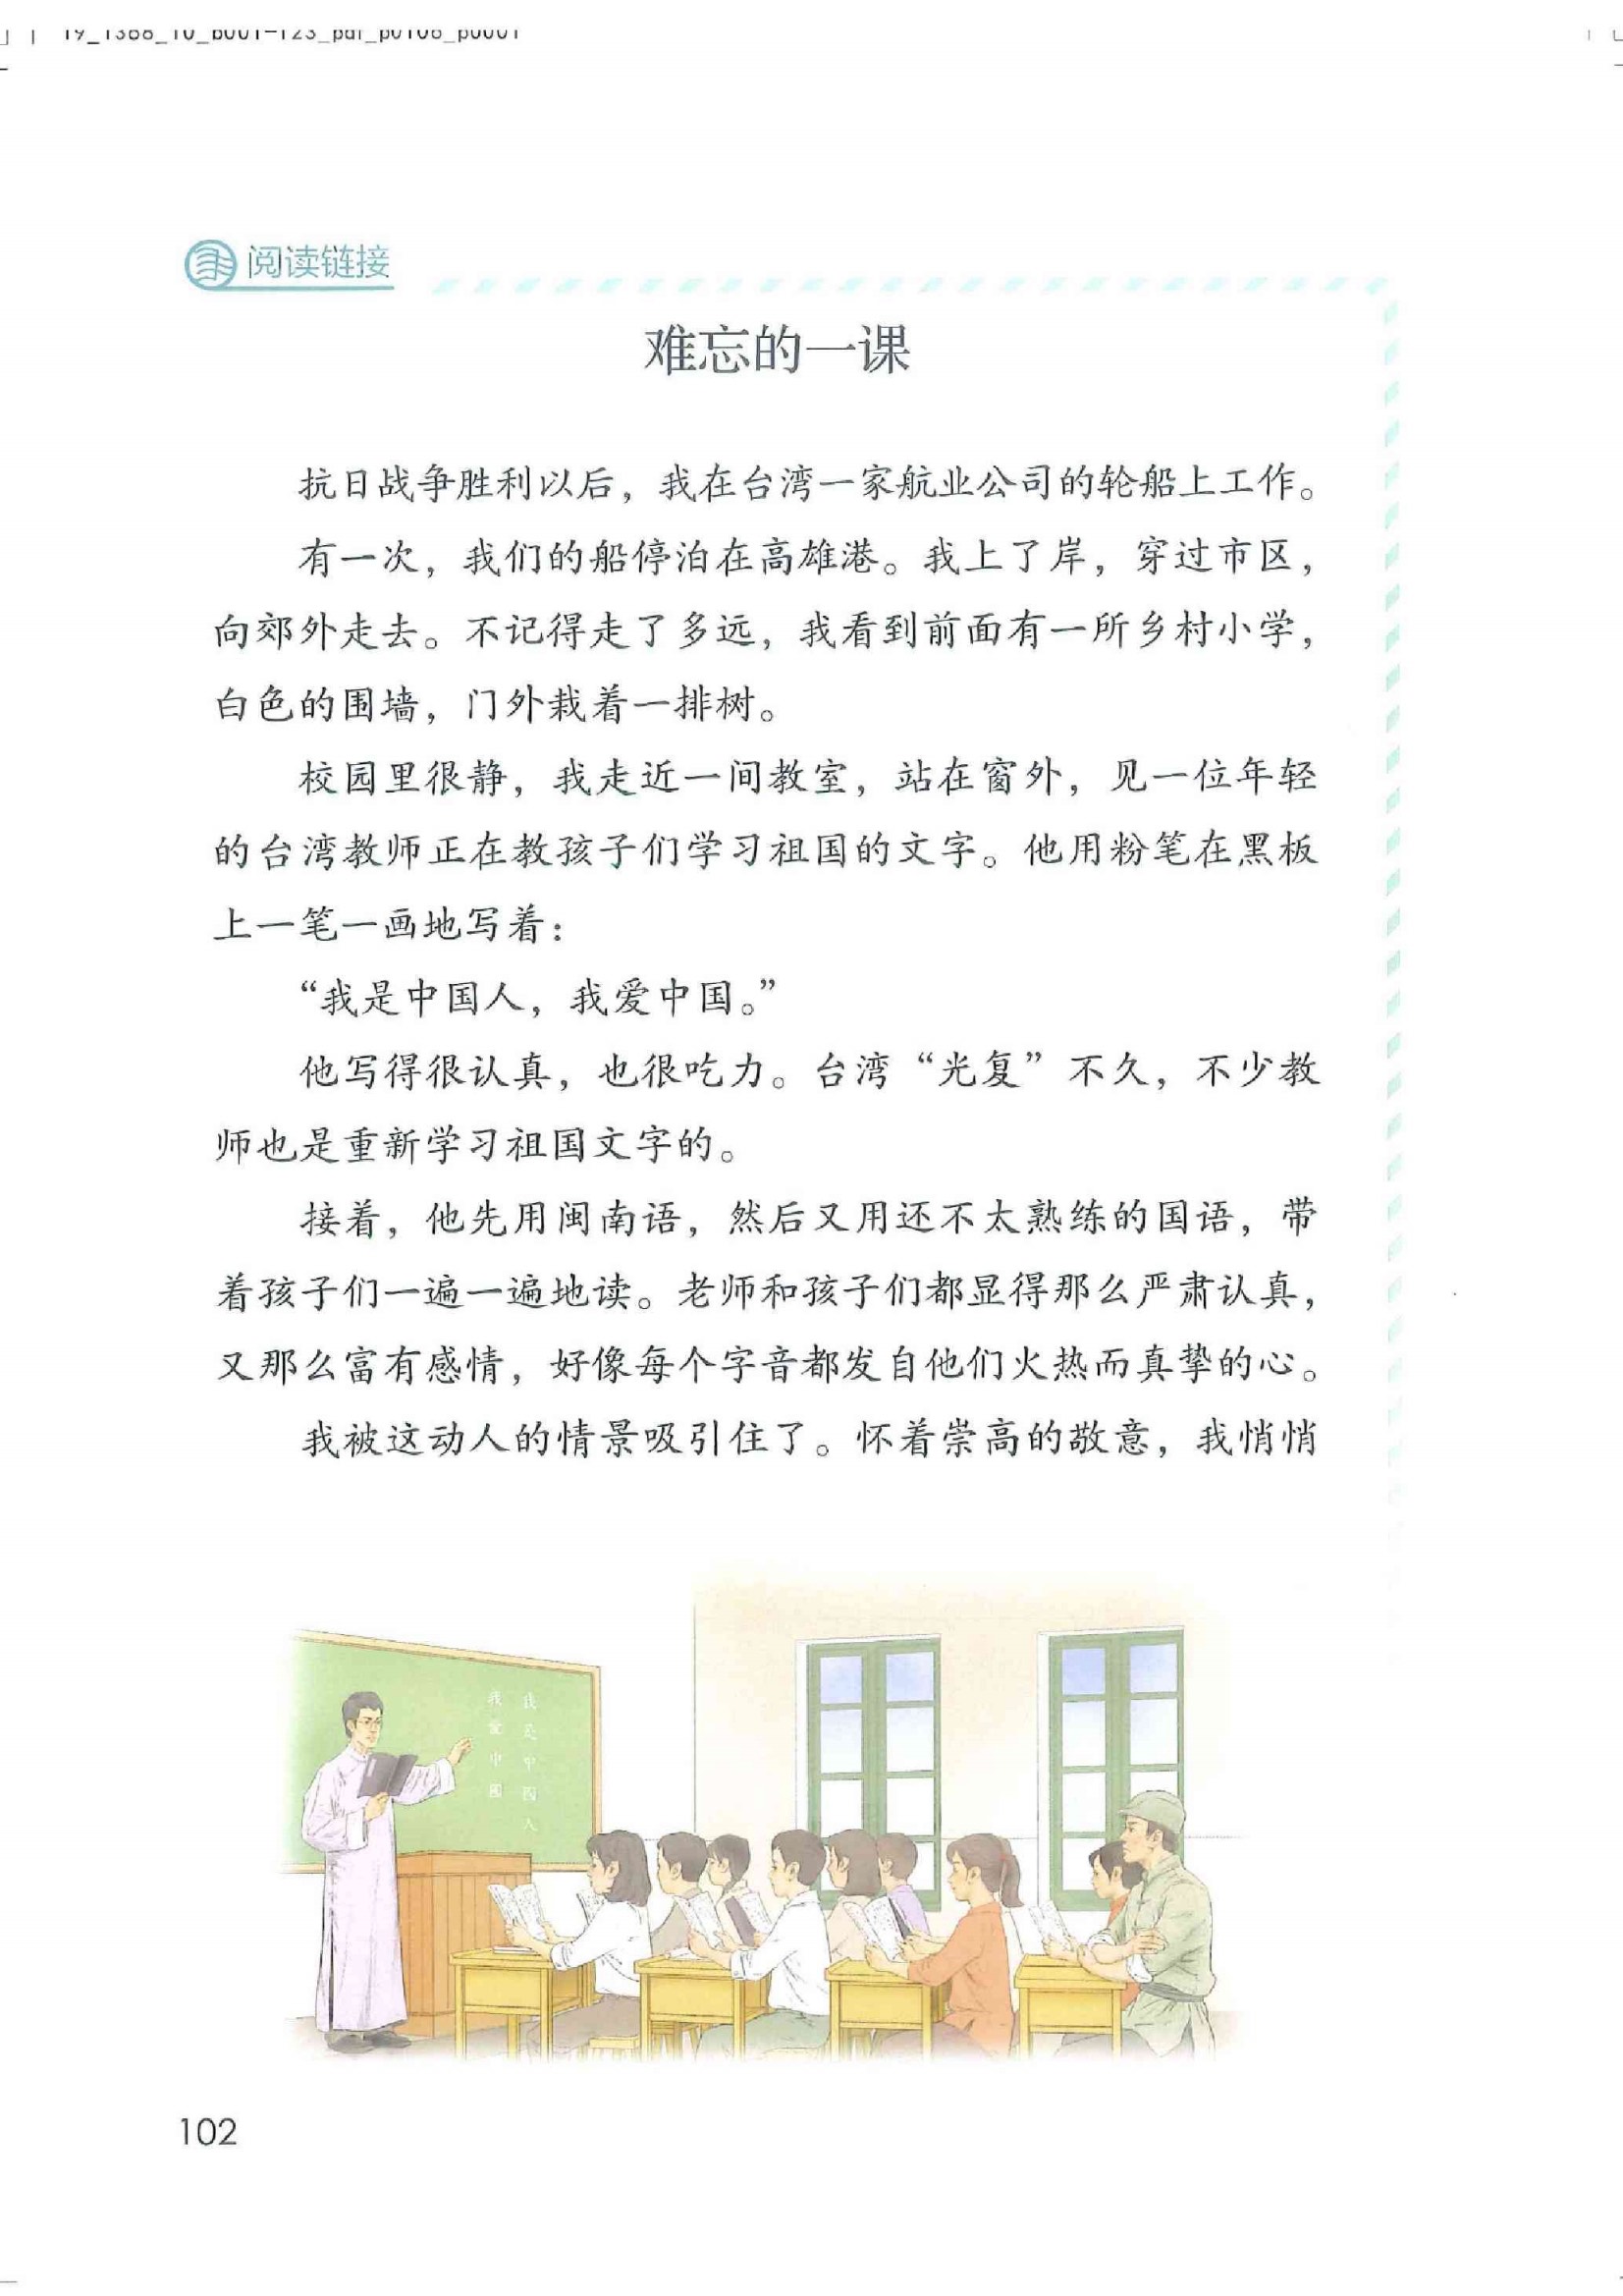 阅读链接
难忘的一课
抗日战争胜利以后，我在台湾一家航业公司的轮船上工作。
有一次，我们的船停泊在高雄港。我上了岸，穿过市区，
向郊外走去。不记得走了多远，我看到前面有一所乡村小学，
白色的围墙，门外栽着一排树。
校园里很静，我走近一间教室，站在窗外，见一位年轻
的台湾教师正在教孩子们学习祖国的文字。他用粉笔在黑板
上一笔一画地写着：
“我是中国人，我爱中国。”
他写得很认真，也很吃力。台湾“光复”不久，不少教
师也是重新学习祖国文字的。
接着，他先用闽南语，然后又用还不太熟练的国语，带
着孩子们一遍一遍地读。老师和孩子们都显得那么严肃认真，
又那么富有感情，好像每个字音都发自他们火热而真挚的心。
我被这动人的情景吸引住了。怀着崇高的敬意，我悄悄
我是中國人
我愛中國
102